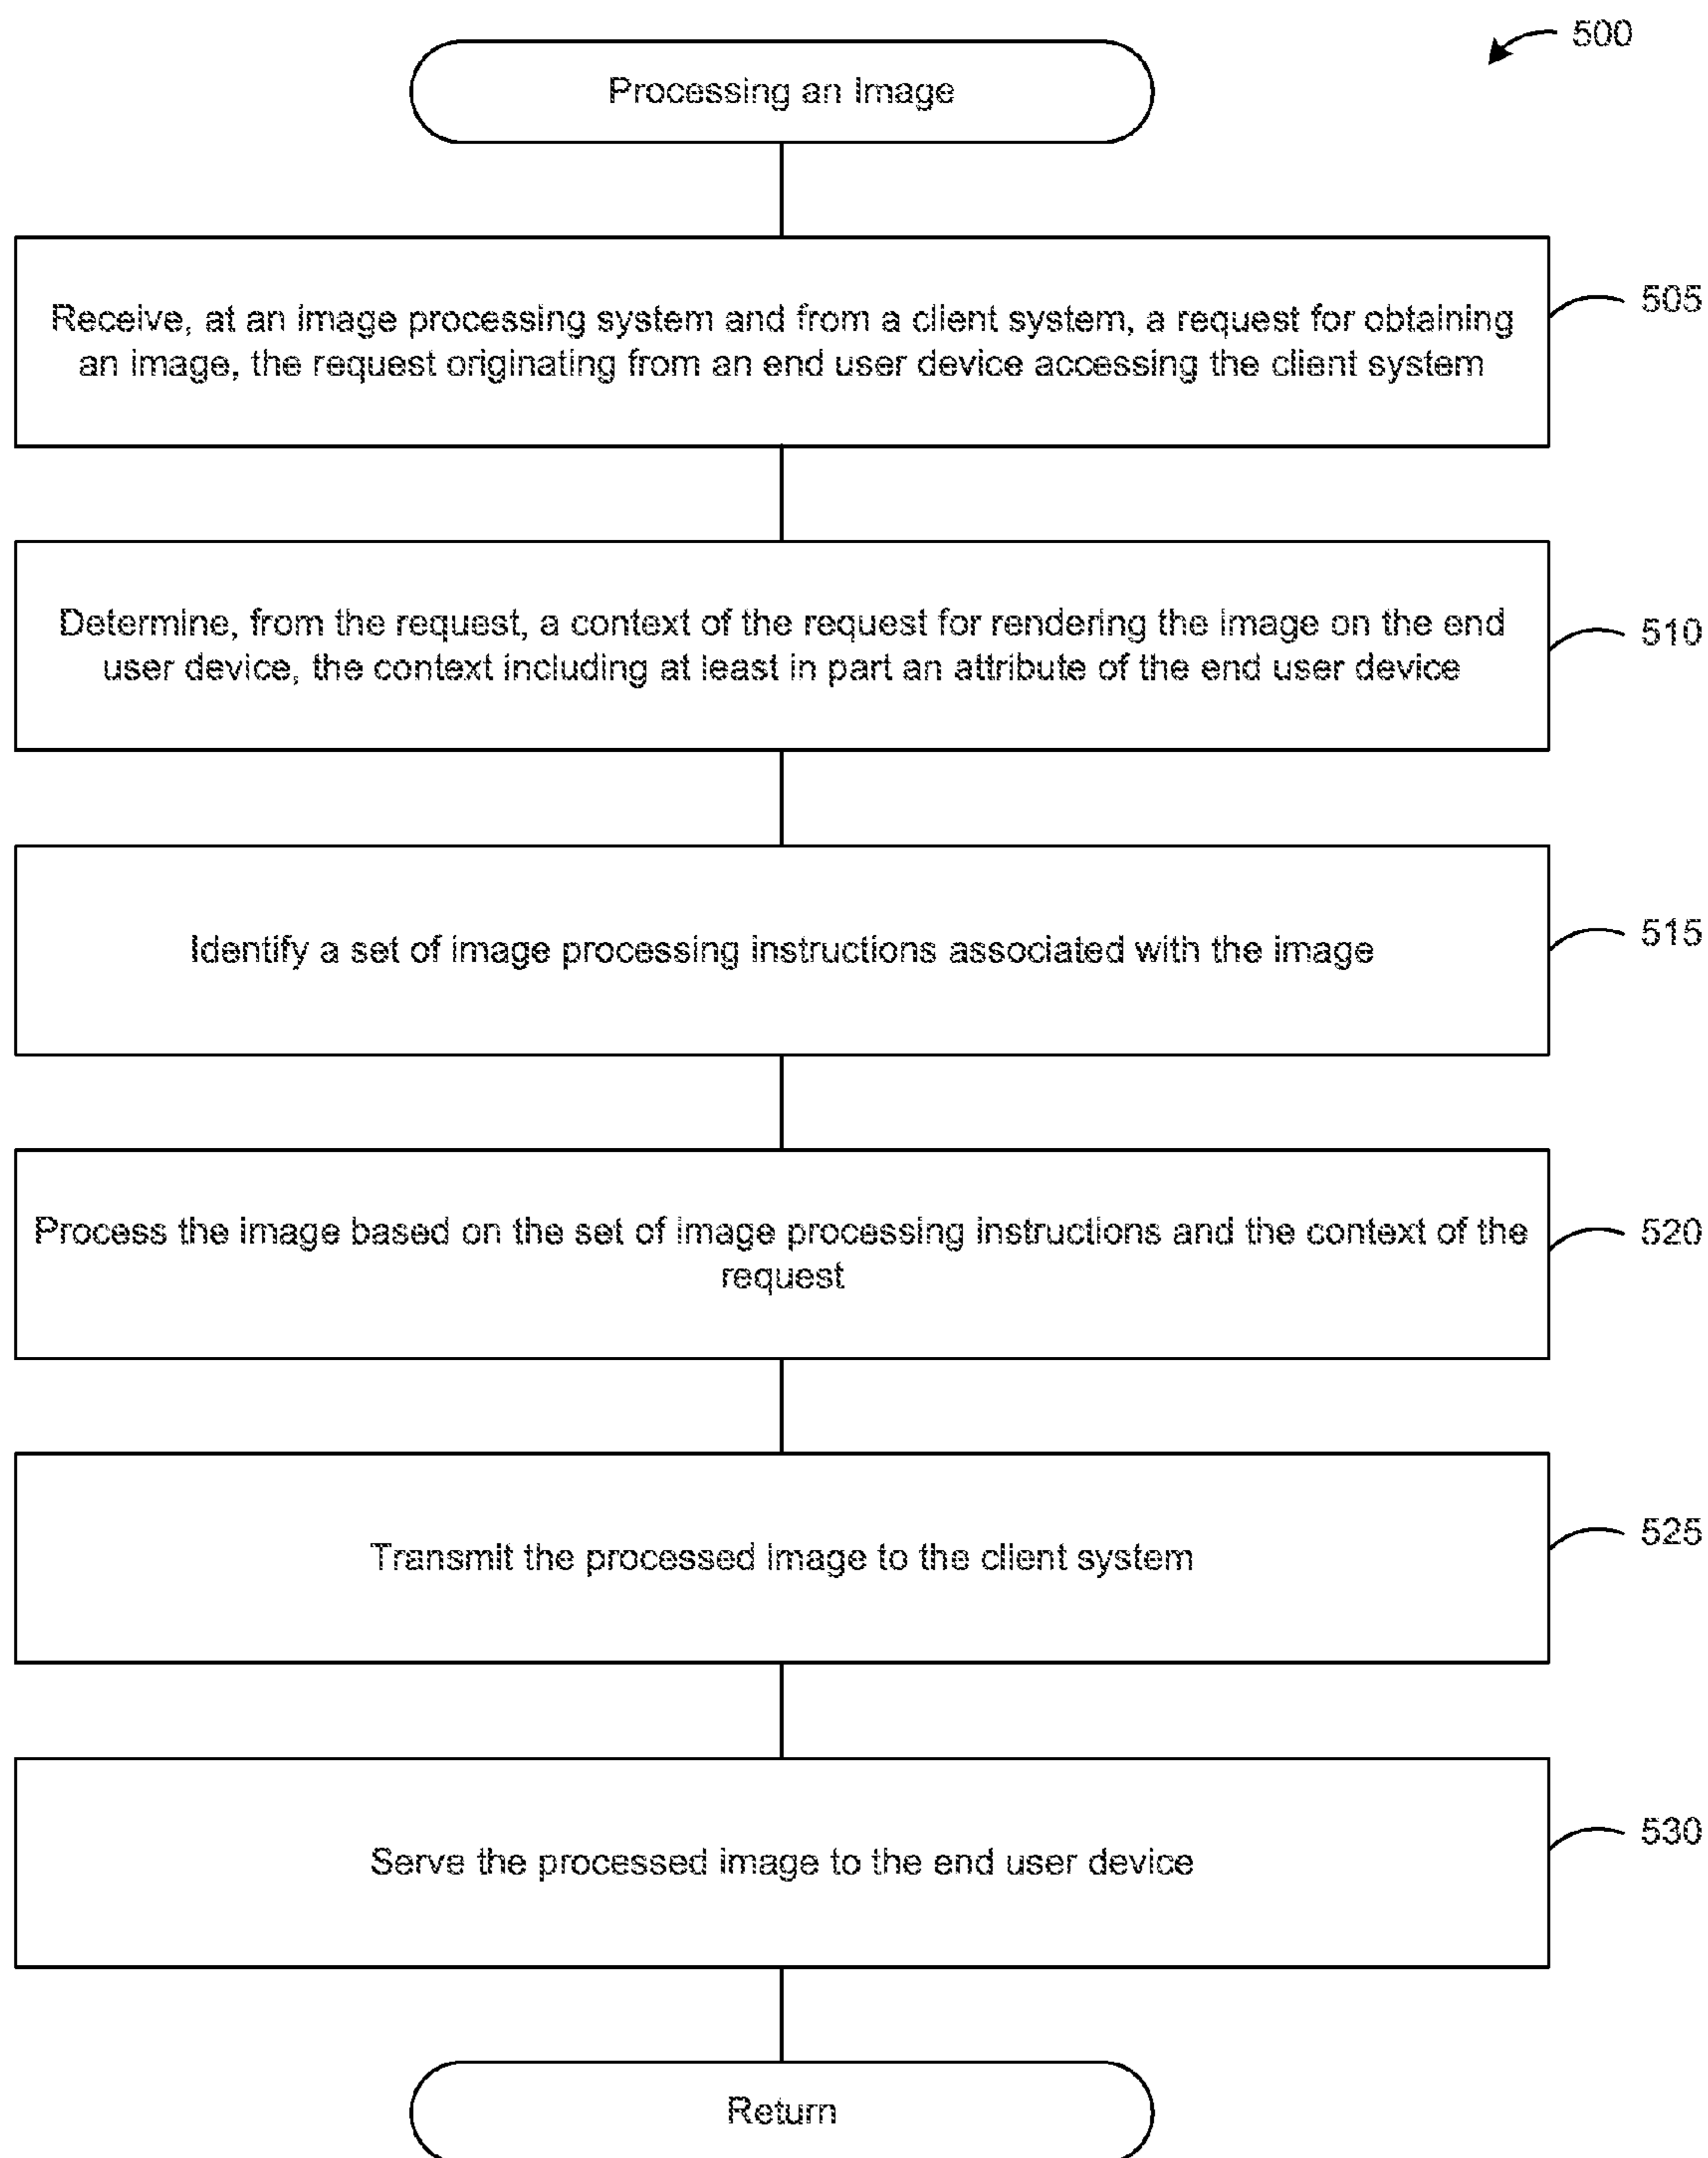 500
Processing an Image
Receive, at an image processing system and from a client system, a request for obtaining
an image, the request originating from an end user device accessing the client system
505
Determine, from the request, a context of the request for rendering the image on the end
user device, the context including at least in part an attribute of the end user device
510
Identify a set of image processing instructions associated with the image
515
Process the image based on the set of image processing instructions and the context of the
request
520
Transmit the processed image to the client system
525
Serve the processed image to the end user device
530
Return